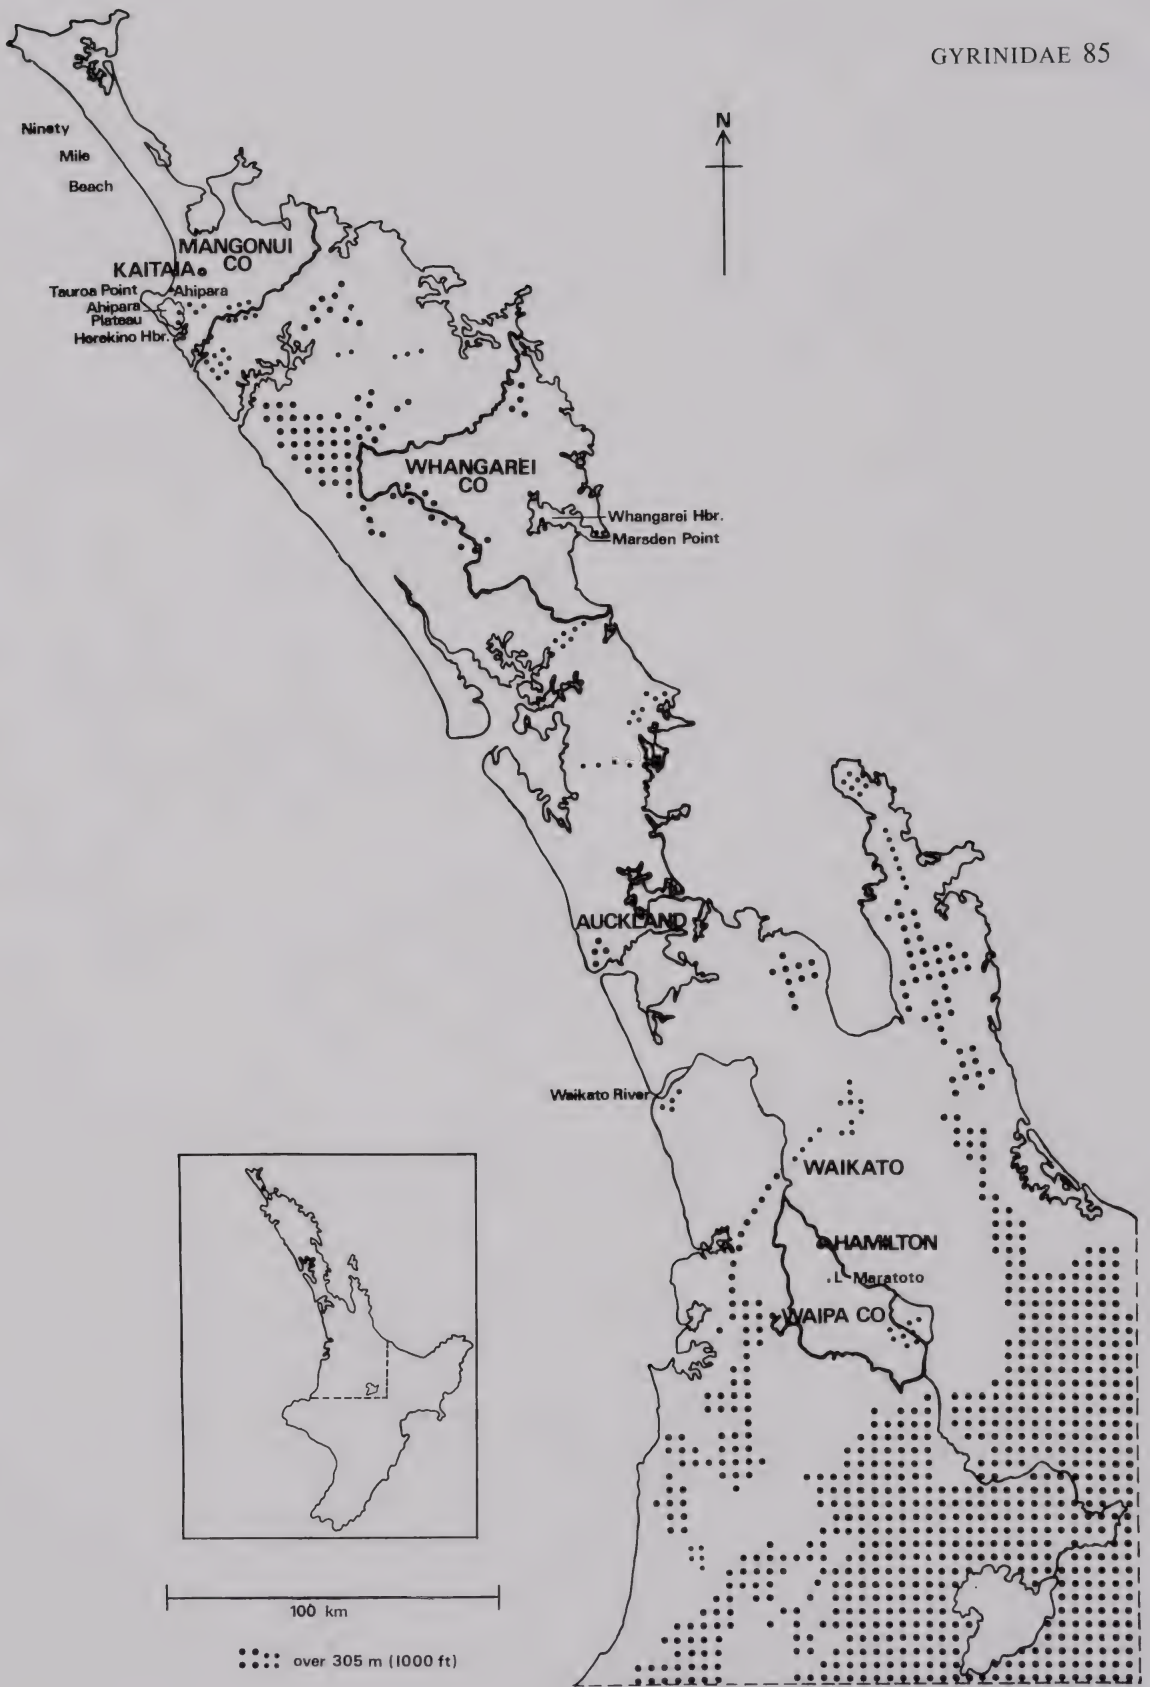 GYRINIDAE 85
N
Ninety
Mile
Beach
MANGONUI
CO
KAITAIA
Tauroa Point
Ahipara
Ahipara
Plateau
Herekino Hbr.
WHANGAREI
CO
Whangarei Hbr.
Marsden Point
AUCKLAND
Waikato River
WAIKATO
HAMILTON
L Maratoto
WAIPA CO
100 km
over 305 m (1000 ft)